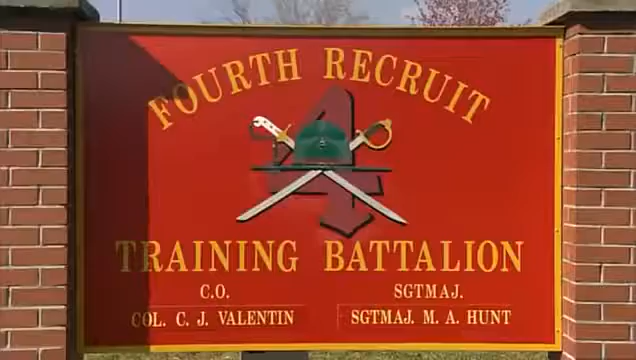 FOURTH RECRUIT
TRAINING BATTALION
C.O. SGTMAJ.
COL. C. J. VALENTIN SGTMAJ. M. A. HUNT